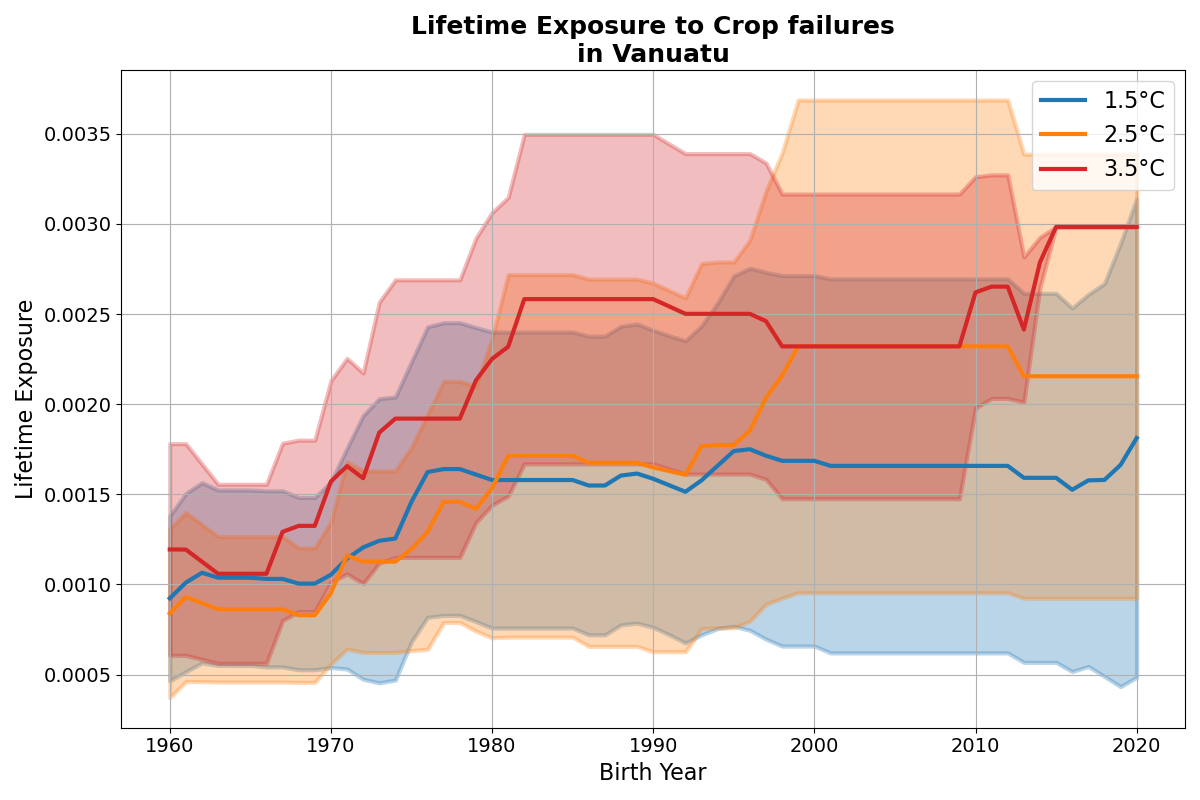 Lifetime Exposure to Crop failures
in Vanuatu
1.5°C
2.5°C
3.5°C
0.0035
0.0030
0.0025
0.0020
0.0015
0.0010
0.0005
Lifetime Exposure
1960 1970 1980 1990 2000 2010 2020
Birth Year